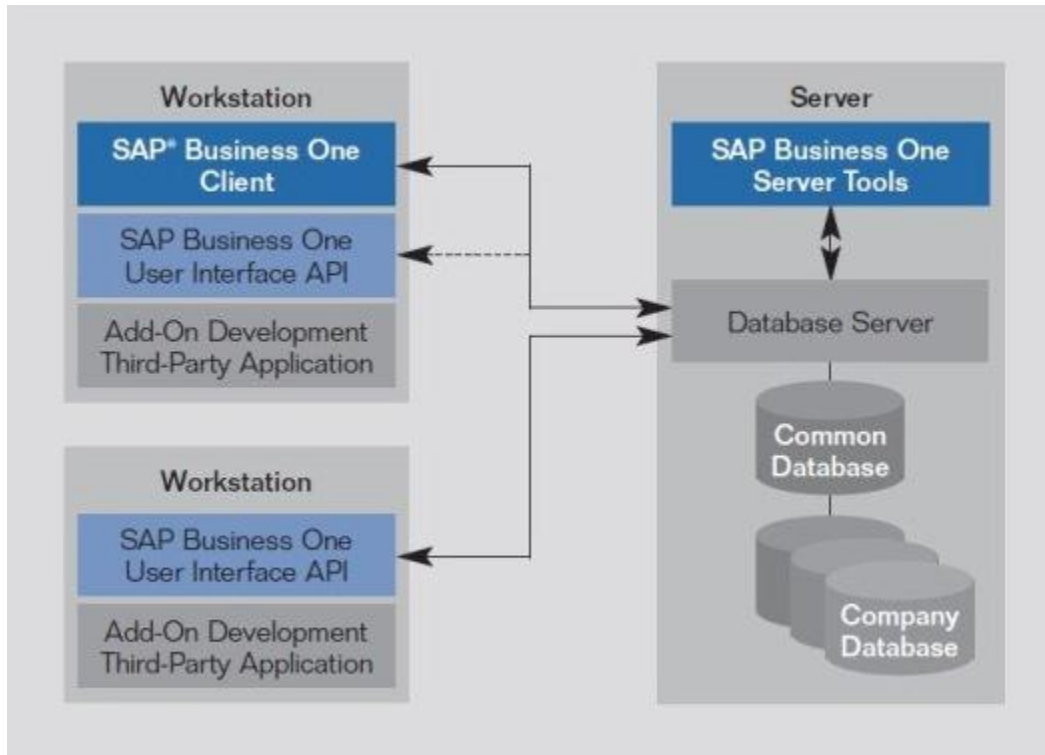 Workstation
SAP® Business One
Client
SAP Business One
User Interface API
Add-On Development
Third-Party Application
Workstation
SAP Business One
User Interface API
Add-On Development
Third-Party Application
Server
SAP Business One
Server Tools
Database Server
Common
Database
Company
Database